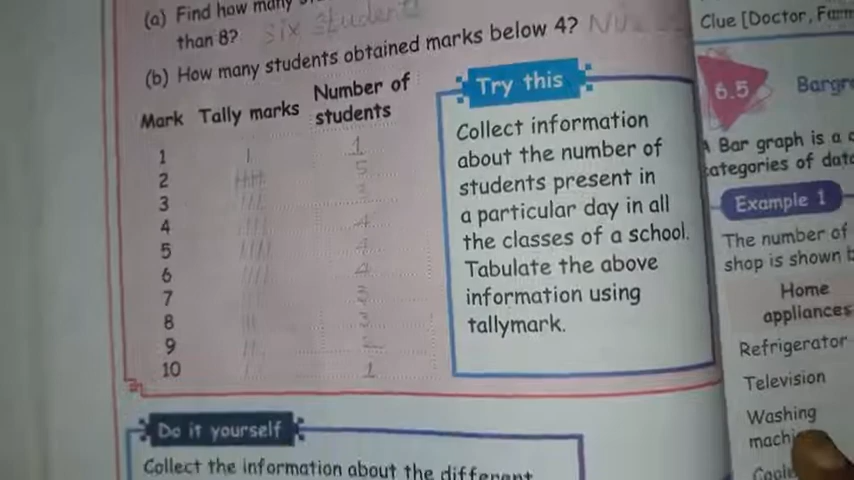 (a) Find how many
than 8? Six Students
(b) How many students obtained marks below 4?
Mark Tally marks Number of students
1 | 1
2 5
3
4 4
5 4
6 4
7 3
8 3
9
10 1
Try this
Collect information
about the number of
students present in
a particular day in all
the classes of a school.
Tabulate the above
information using
tallymark.
Do it yourself
Collect the information about the different
Clue [Doctor, Farm
6.5 Bargr
A Bar graph is a
categories of data
Example 1
The number of
shop is shown b
Home
appliances
Refrigerator
Television
Washing
machi
Coole